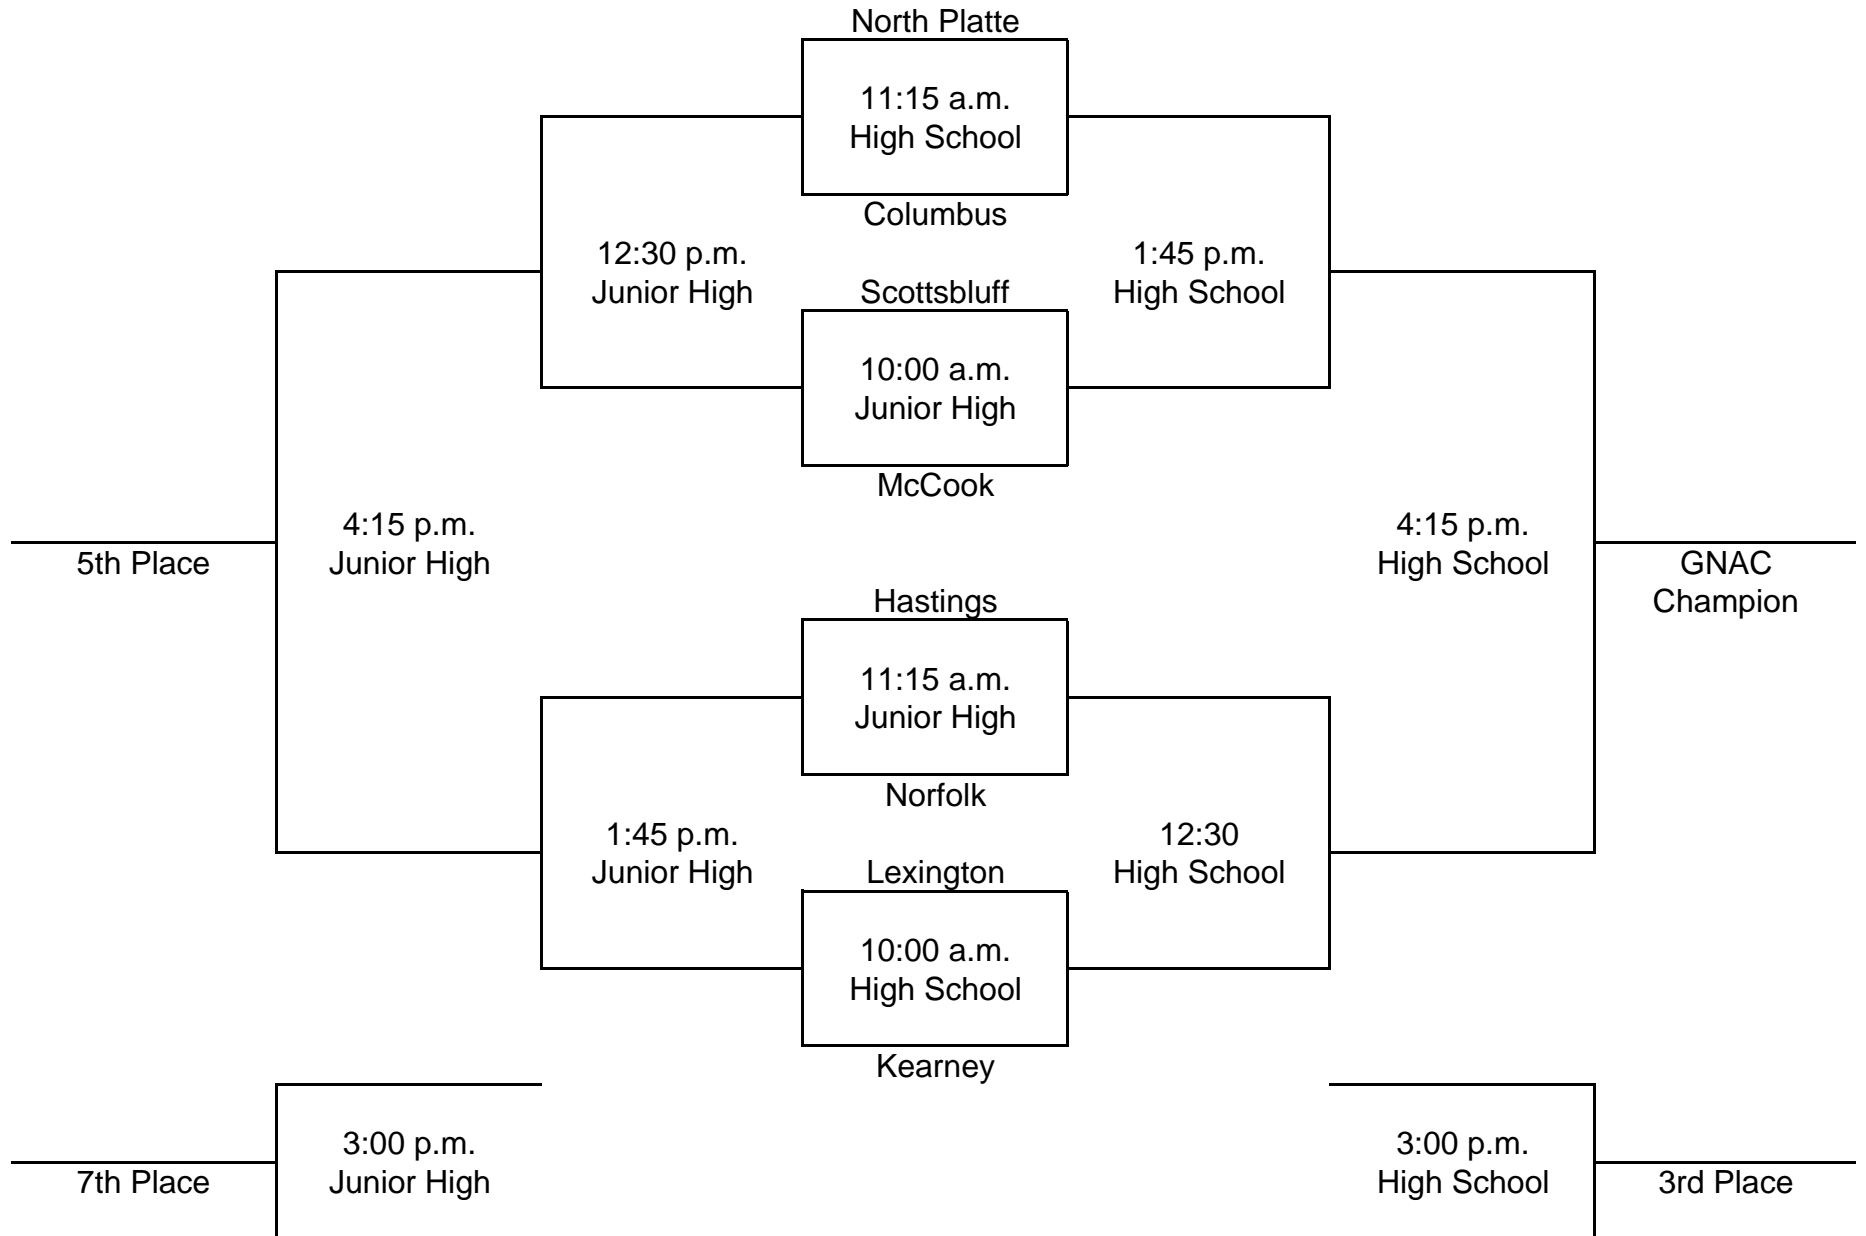 North Platte
11:15 a.m.
High School
Columbus
12:30 p.m.
Junior High
1:45 p.m.
High School
Scottsbluff
10:00 a.m.
Junior High
McCook
4:15 p.m.
Junior High
5th Place
4:15 p.m.
High School
GNAC
Champion
Hastings
11:15 a.m.
Junior High
Norfolk
1:45 p.m.
Junior High
12:30
High School
Lexington
10:00 a.m.
High School
Kearney
3:00 p.m.
Junior High
7th Place
3:00 p.m.
High School
3rd Place